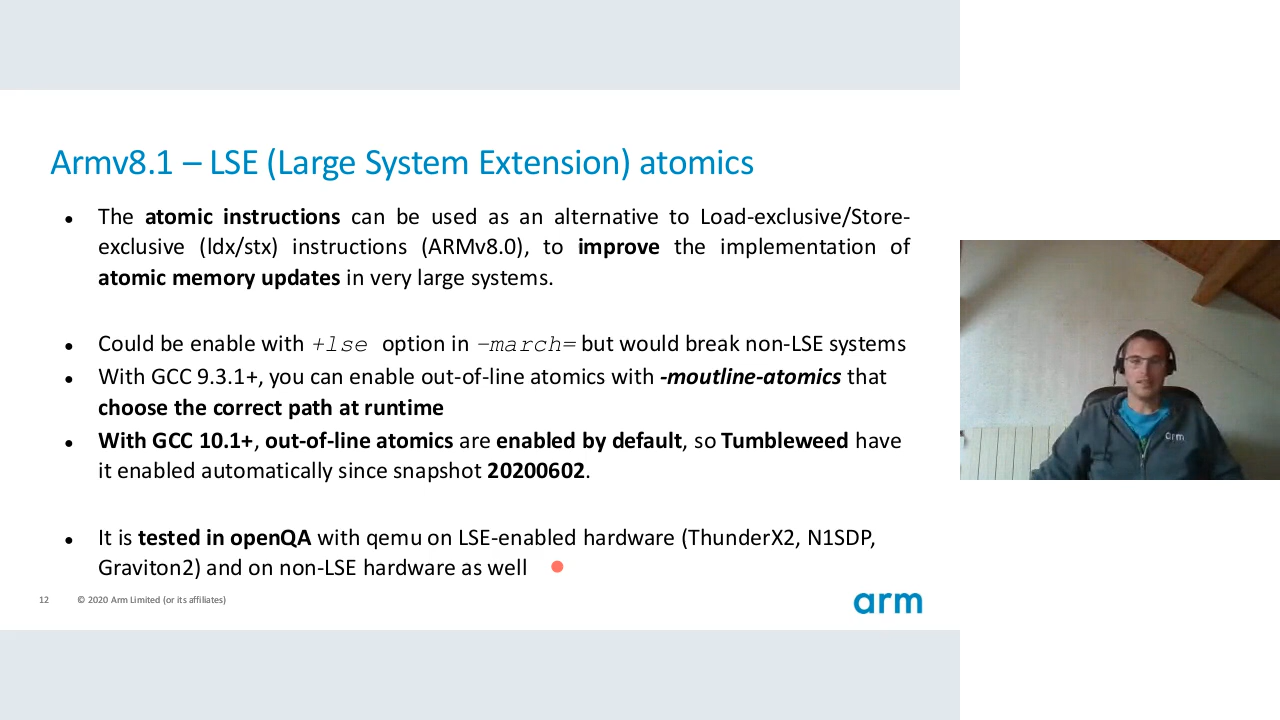 Armv8.1 – LSE (Large System Extension) atomics
● The atomic instructions can be used as an alternative to Load-exclusive/Store-
exclusive (ldx/stx) instructions (ARMv8.0), to improve the implementation of
atomic memory updates in very large systems.
● Could be enable with +lse option in –march= but would break non-LSE systems
● With GCC 9.3.1+, you can enable out-of-line atomics with -moutline-atomics that
choose the correct path at runtime
● With GCC 10.1+, out-of-line atomics are enabled by default, so Tumbleweed have
it enabled automatically since snapshot 20200602.
● It is tested in openQA with qemu on LSE-enabled hardware (ThunderX2, N1SDP,
Graviton2) and on non-LSE hardware as well
12 © 2020 Arm Limited (or its affiliates)
arm
arm